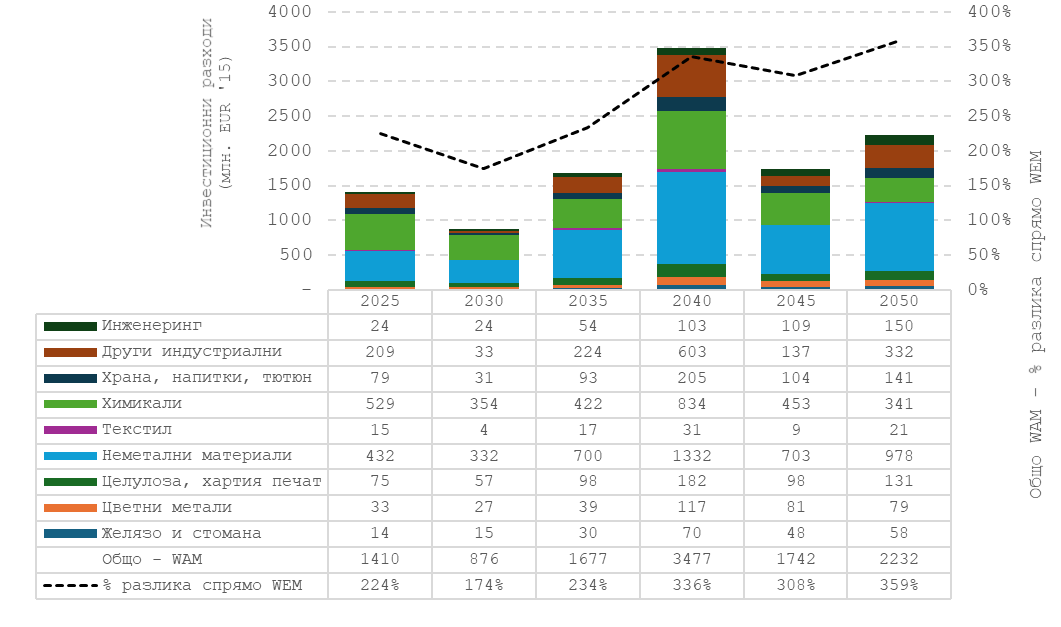 4000 400%
3500 350%
3000 300%
2500 250%
2000 200%
1500 150%
1000 100%
500 50%
– 0%
Инвестиционни разходи
(млн. EUR '15)
Общо WAM – % разлика спрямо WEM
2025 2030 2035 2040 2045 2050
Инженеринг 24 24 54 103 109 150
Други индустриални 209 33 224 603 137 332
Храна, напитки, тютюн 79 31 93 205 104 141
Химикали 529 354 422 834 453 341
Текстил 15 4 17 31 9 21
Неметални материали 432 332 700 1332 703 978
Целулоза, хартия печат 75 57 98 182 98 131
Цветни метали 33 27 39 117 81 79
Желязо и стомана 14 15 30 70 48 58
Общо – WAM 1410 876 1677 3477 1742 2232
% разлика спрямо WEM 224% 174% 234% 336% 308% 359%